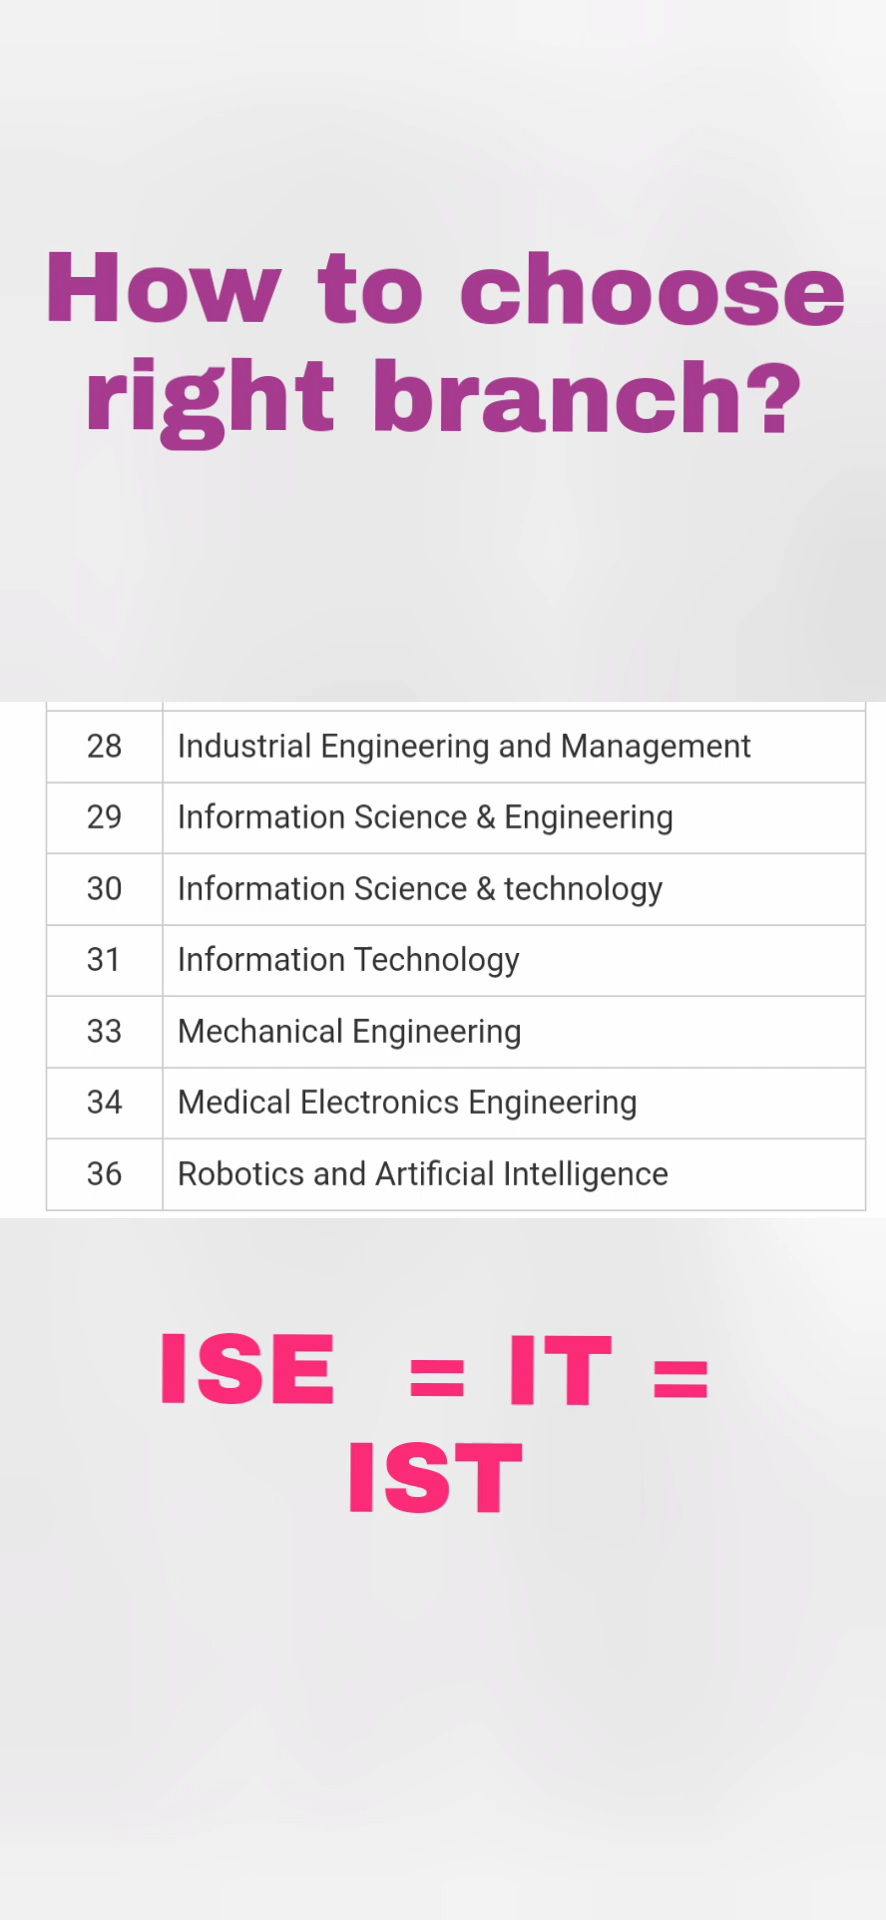 How to choose
right branch?
28 Industrial Engineering and Management
29 Information Science & Engineering
30 Information Science & technology
31 Information Technology
33 Mechanical Engineering
34 Medical Electronics Engineering
36 Robotics and Artificial Intelligence
ISE = IT =
IST